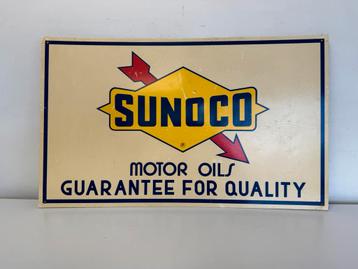 SUNOCO
®
MOTOR OILS
GUARANTEE FOR QUALITY